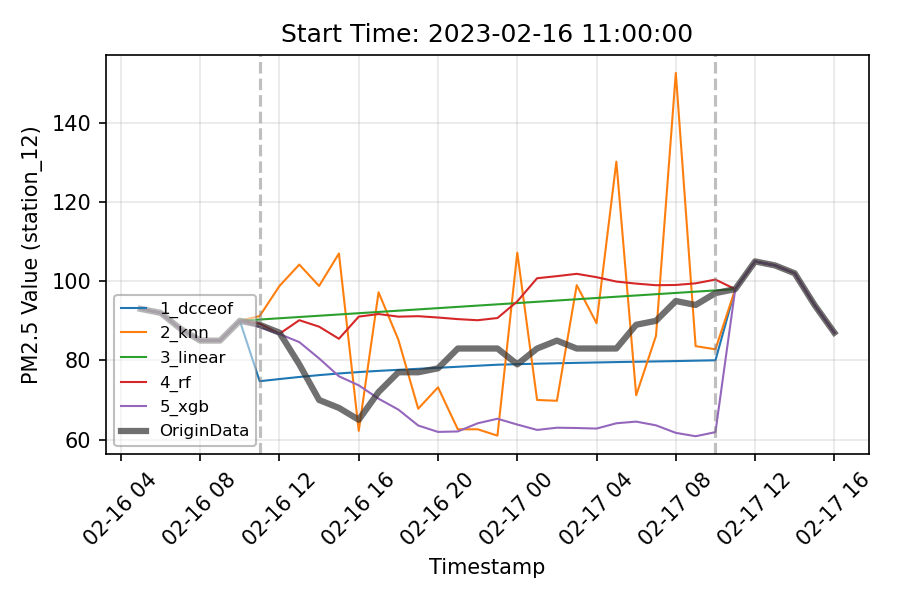 Start Time: 2023-02-16 11:00:00
PM2.5 Value (station_12)
140
120
100
80
60
1_dcceof
2_knn
3_linear
4_rf
5_xgb
OriginData
02-16 04
02-16 08
02-16 12
02-16 16
02-16 20
02-17 00
02-17 04
02-17 08
02-17 12
02-17 16
Timestamp